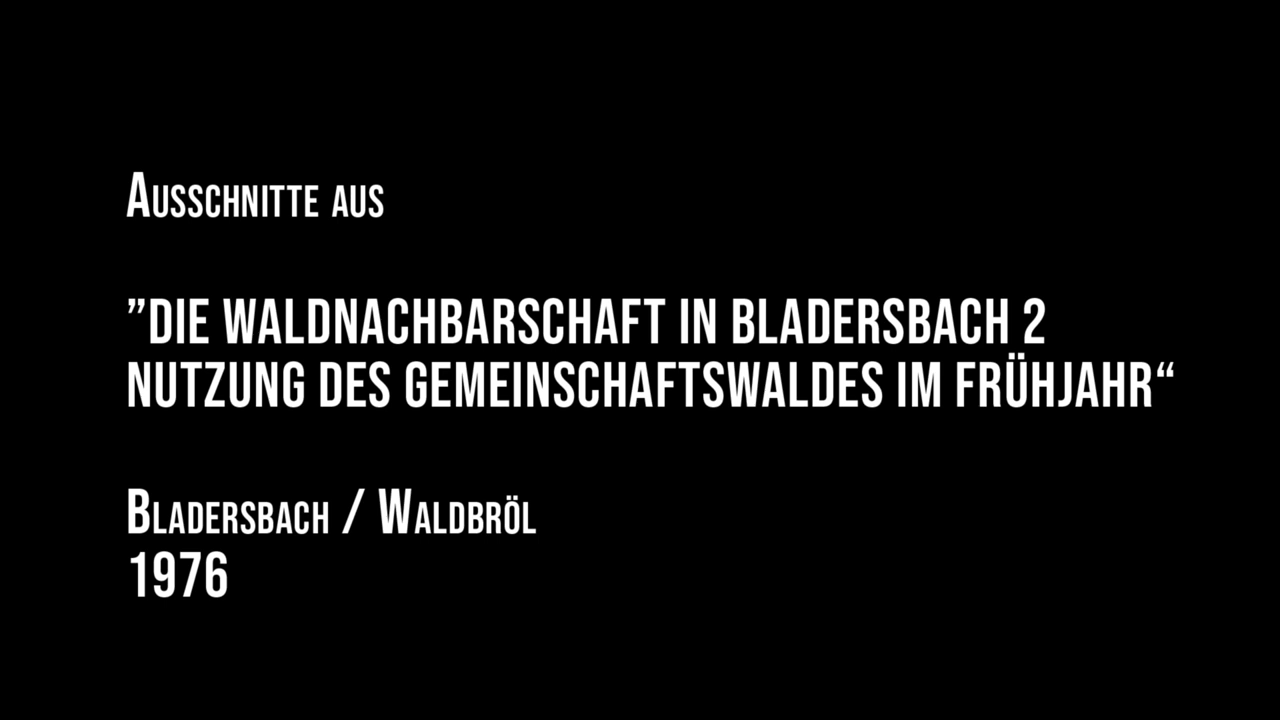 Ausschnitte aus
”DIE WALDNACHBARSCHAFT IN BLADERSBACH 2
NUTZUNG DES GEMEINSCHAFTSWALDES IM FRÜHJAHR“
Bladersbach / Waldbröl
1976